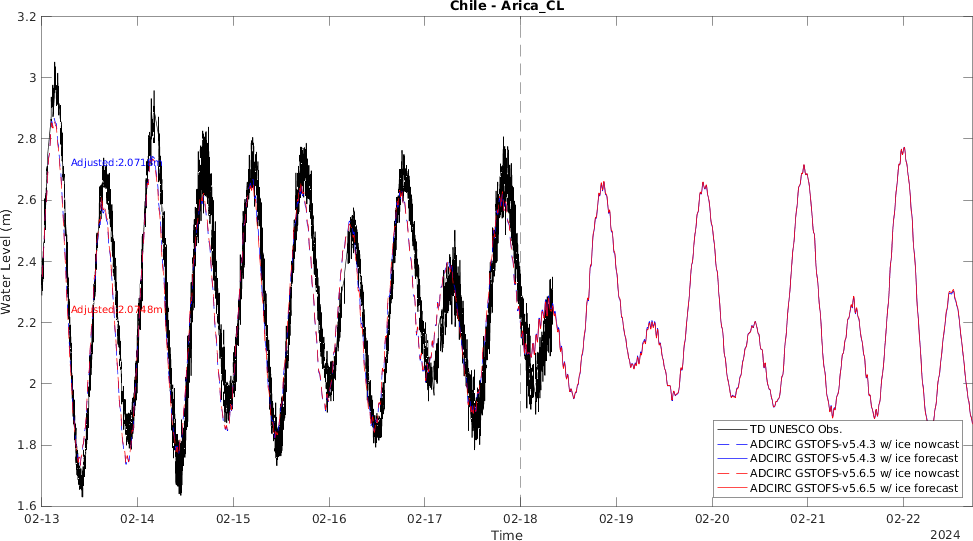 Chile - Arica_CL
3.2
3
2.8
2.6
2.4
2.2
2
1.8
1.6
Water Level (m)
Adjusted:2.0716m
Adjusted:2.0748m
TD UNESCO Obs.
ADCIRC GSTOFS-v5.4.3 w/ ice nowcast
ADCIRC GSTOFS-v5.4.3 w/ ice forecast
ADCIRC GSTOFS-v5.6.5 w/ ice nowcast
ADCIRC GSTOFS-v5.6.5 w/ ice forecast
02-13 02-14 02-15 02-16 02-17 02-18 02-19 02-20 02-21 02-22
Time
2024